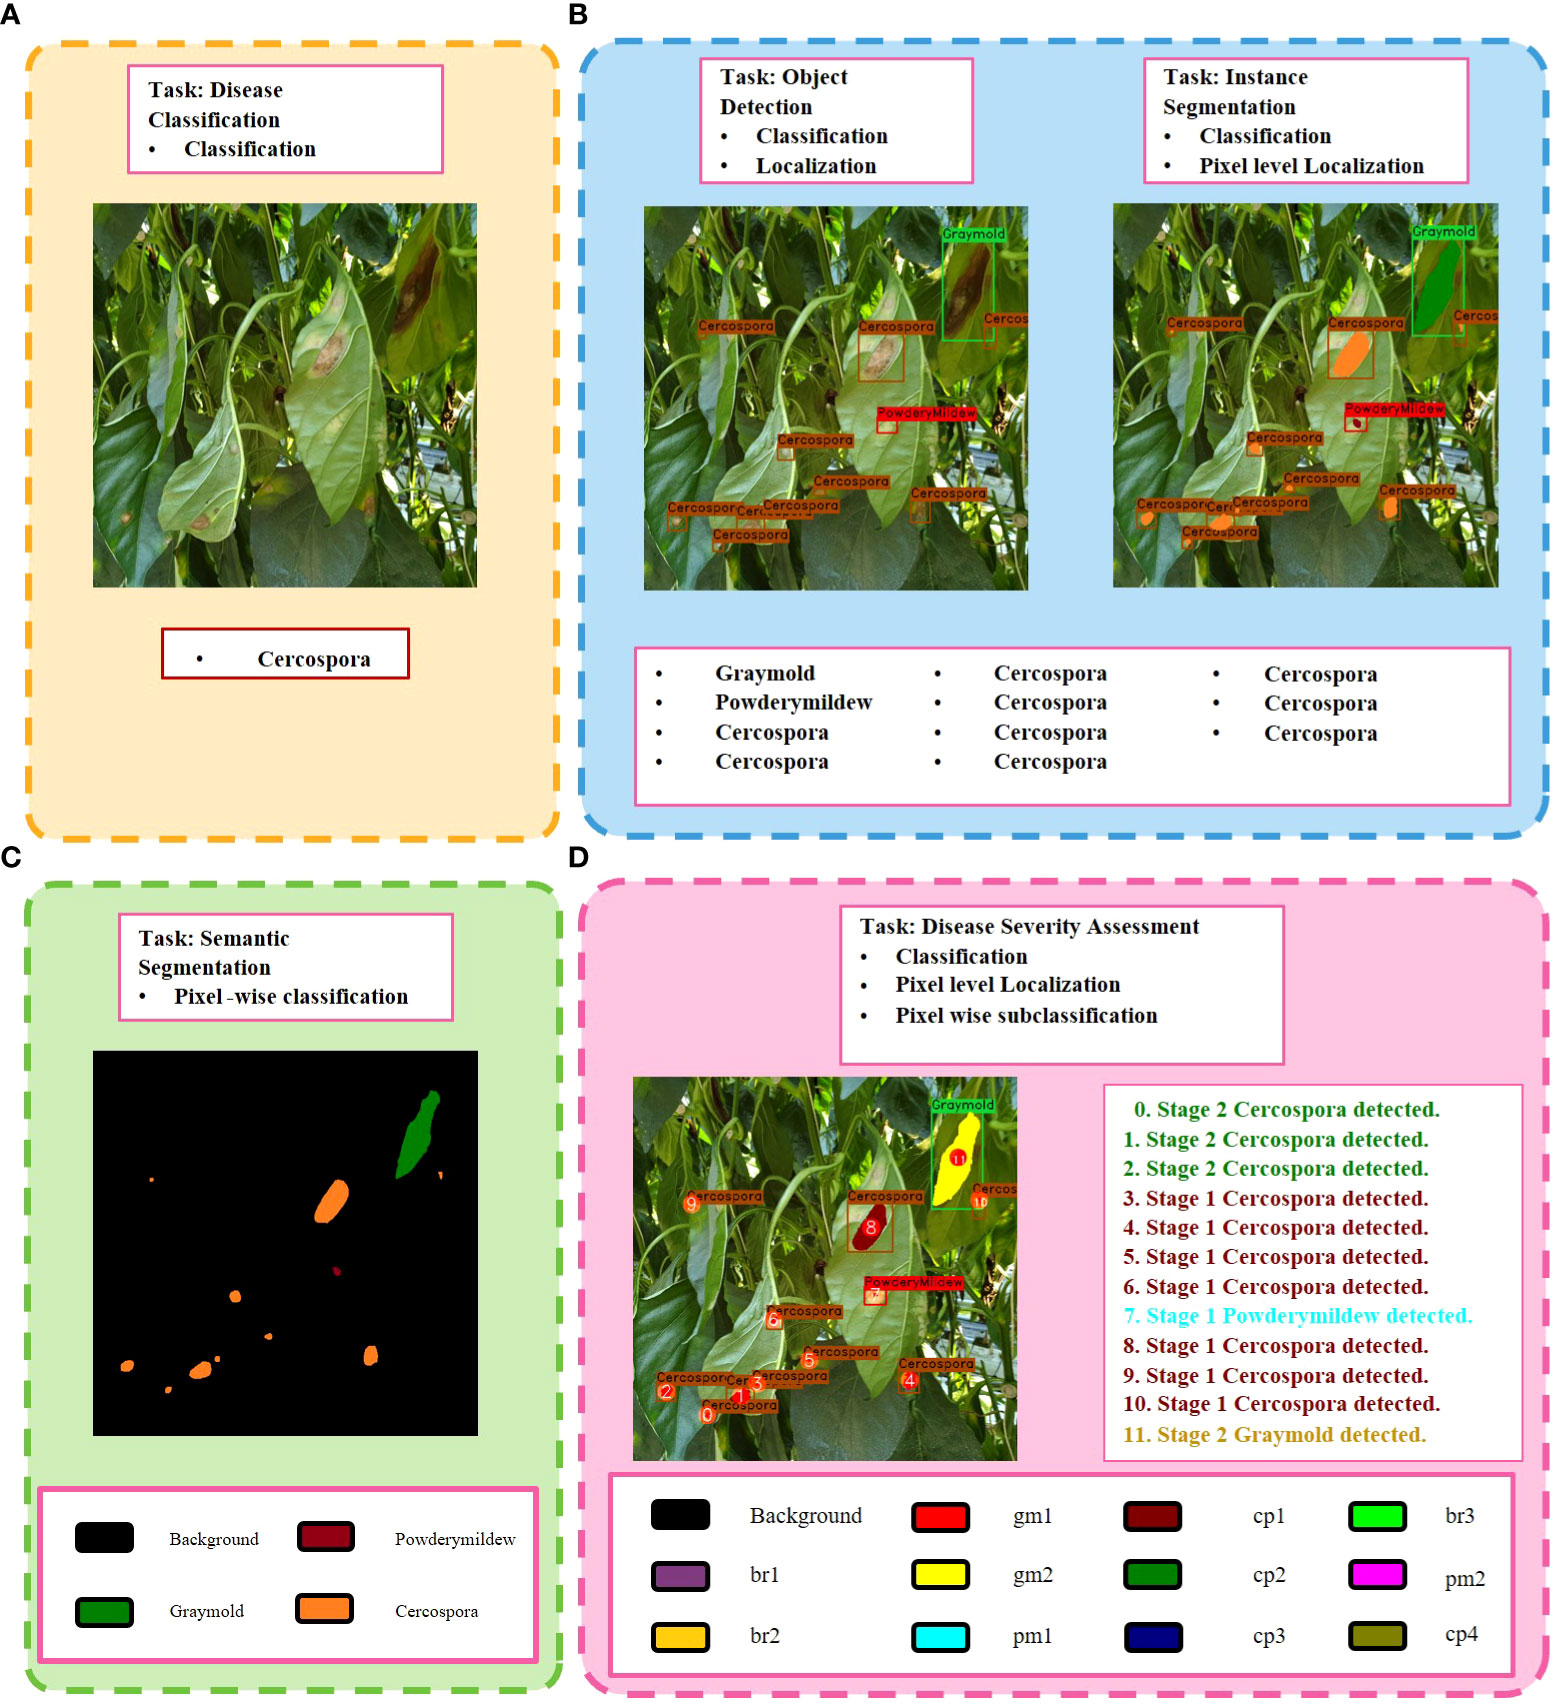 A
Task: Disease
Classification
• Classification
• Cercospora
B
Task: Object
Detection
• Classification
• Localization
Task: Instance
Segmentation
• Classification
• Pixel level Localization
Graymold
Cercos
Cercospora
Cercospora
PowderyMildew
Cercospora
Cercospora
Cercospora
Cercospora
Cercospora
Cercospora
Graymold
Cercos
Cercospora
Cercospora
PowderyMildew
Cercospora
Cercospora
Cercospora
Cercospora
Cercospora
Cercospora
• Graymold
• Powderymildew
• Cercospora
• Cercospora
• Cercospora
• Cercospora
• Cercospora
• Cercospora
• Cercospora
• Cercospora
• Cercospora
C
Task: Semantic
Segmentation
• Pixel -wise classification
Background
Powderymildew
Graymold
Cercospora
D
Task: Disease Severity Assessment
• Classification
• Pixel level Localization
• Pixel wise subclassification
Graymold
11
Cercos
10
Cercospora
9
Cercospora
8
PowderyMildew
7
Cercospora
6
Cercospora
5
Cercospora
4
Cercospora
3
Cercospora
2
1
Cercospora
0
0. Stage 2 Cercospora detected.
1. Stage 2 Cercospora detected.
2. Stage 2 Cercospora detected.
3. Stage 1 Cercospora detected.
4. Stage 1 Cercospora detected.
5. Stage 1 Cercospora detected.
6. Stage 1 Cercospora detected.
7. Stage 1 Powderymildew detected.
8. Stage 1 Cercospora detected.
9. Stage 1 Cercospora detected.
10. Stage 1 Cercospora detected.
11. Stage 2 Graymold detected.
Background
gm1
cp1
br3
br1
gm2
cp2
pm2
br2
pm1
cp3
cp4